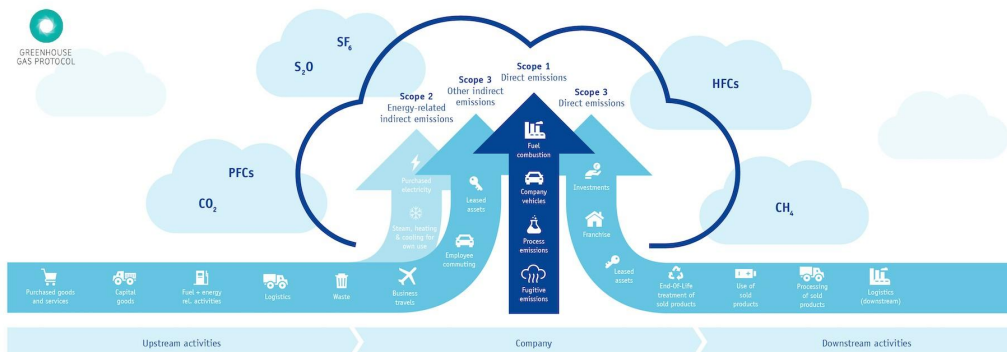 GREENHOUSE
GAS PROTOCOL
SF6
S2O
PFCs
CO2
HFCs
CH4
Scope 2
Energy-related
indirect emissions
Scope 3
Other indirect
emissions
Scope 1
Direct emissions
Scope 3
Direct emissions
Purchased
electricity
Steam, heating
& cooling for
own use
Leased
assets
Employee
commuting
Fuel
combustion
Company
vehicles
Process
emissions
Fugitive
emissions
Investments
Franchise
Leased
assets
Purchased goods
and services
Capital
goods
Fuel + energy
rel. activities
Logistics
Waste
Business
travels
End-Of-Life
treatment of
sold products
Use of
sold
products
Processing
of sold
products
Logistics
(downstream)
Upstream activities
Company
Downstream activities